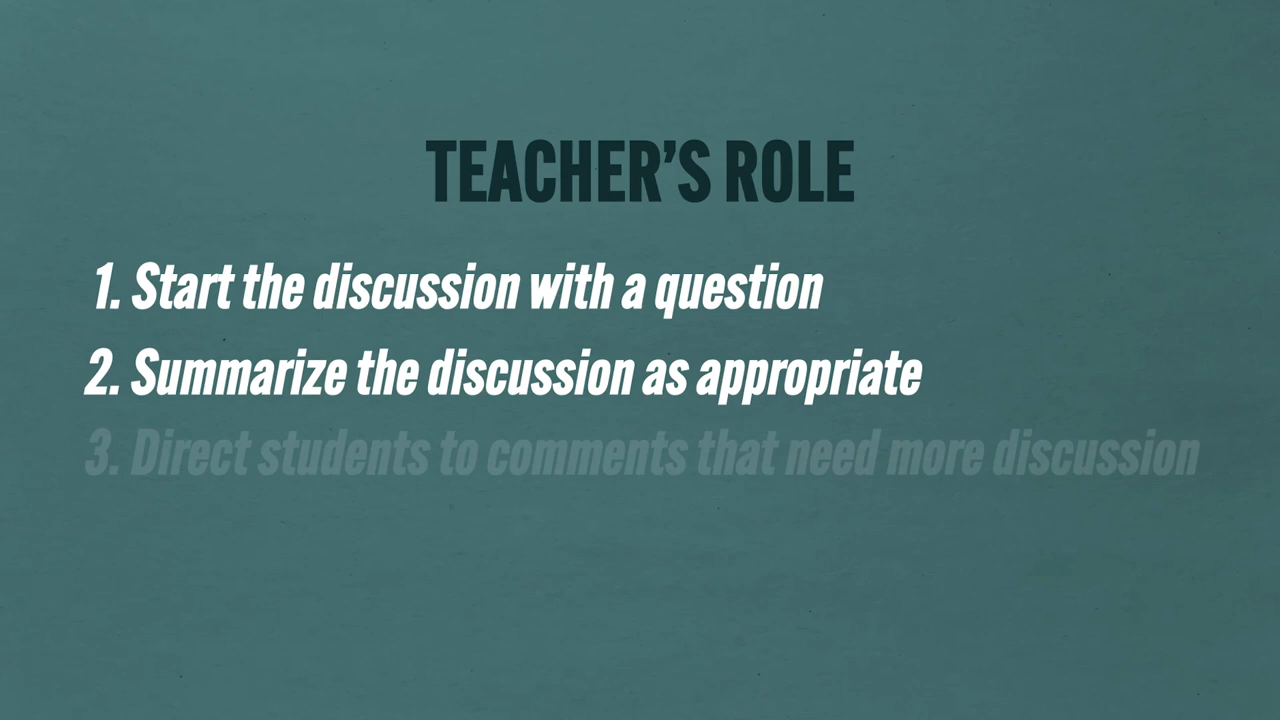 TEACHER’S ROLE
1. Start the discussion with a question
2. Summarize the discussion as appropriate
3. Direct students to comments that need more discussion